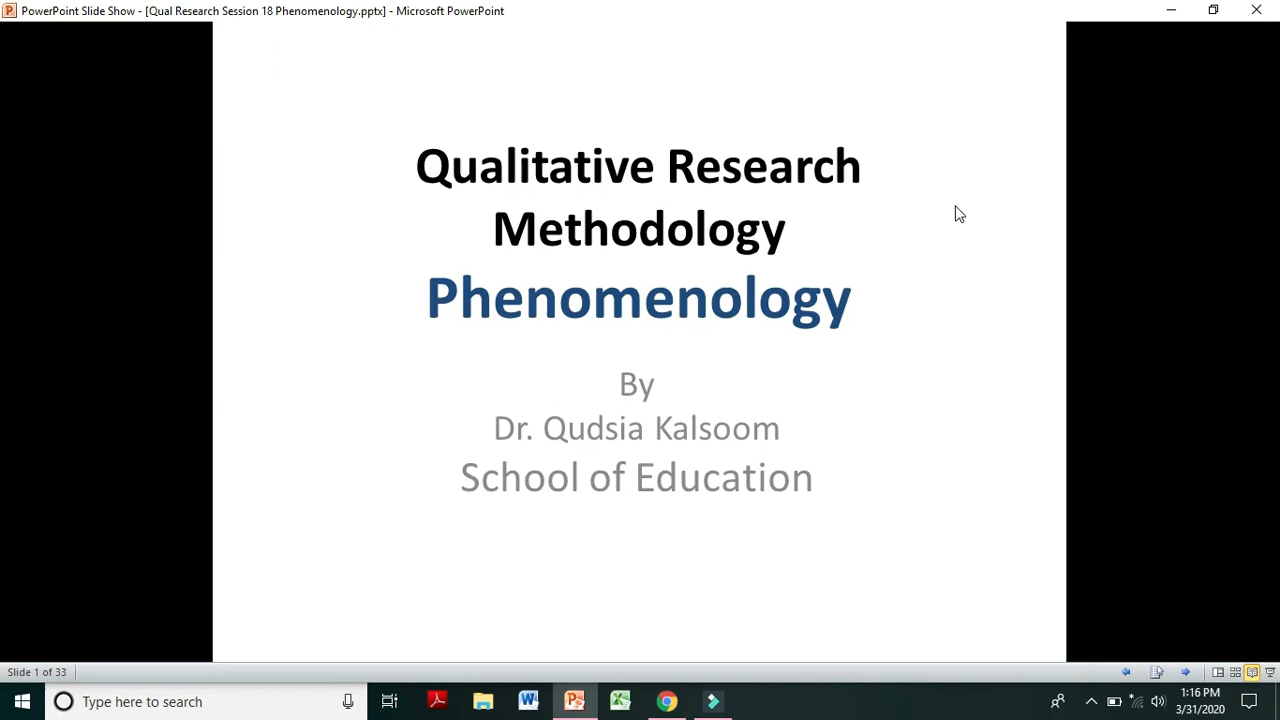 PowerPoint Slide Show - [Qual Research Session 18 Phenomenology.pptx] - Microsoft PowerPoint
Qualitative Research
Methodology
Phenomenology
By
Dr. Qudsia Kalsoom
School of Education
Slide 1 of 33
Type here to search
1:16 PM
3/31/2020